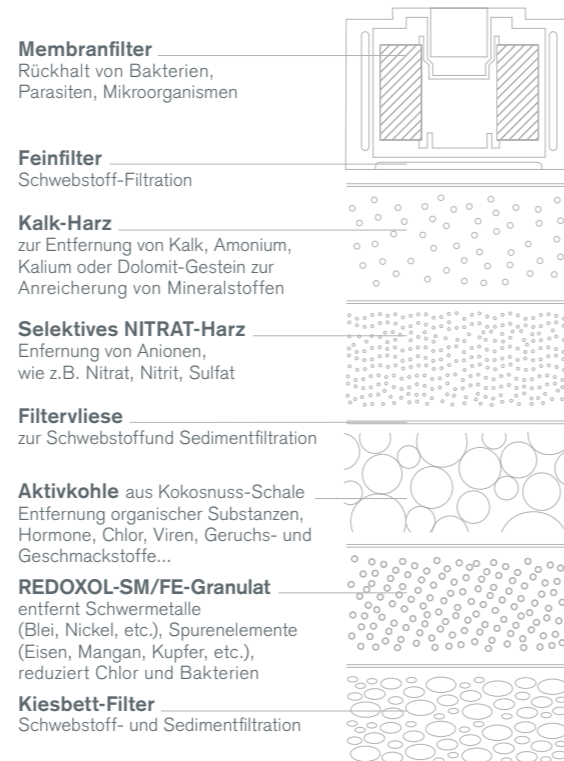 Membranfilter
Rückhalt von Bakterien,
Parasiten, Mikroorganismen
Feinfilter
Schwebstoff-Filtration
Kalk-Harz
zur Entfernung von Kalk, Amonium,
Kalium oder Dolomit-Gestein zur
Anreicherung von Mineralstoffen
Selektives NITRAT-Harz
Enfernung von Anionen,
wie z.B. Nitrat, Nitrit, Sulfat
Filtervliese
zur Schwebstoffund Sedimentfiltration
Aktivkohle aus Kokosnuss-Schale
Entfernung organischer Substanzen,
Hormone, Chlor, Viren, Geruchs- und
Geschmackstoffe...
REDOXOL-SM/FE-Granulat
entfernt Schwermetalle
(Blei, Nickel, etc.), Spurenelemente
(Eisen, Mangan, Kupfer, etc.),
reduziert Chlor und Bakterien
Kiesbett-Filter
Schwebstoff- und Sedimentfiltration